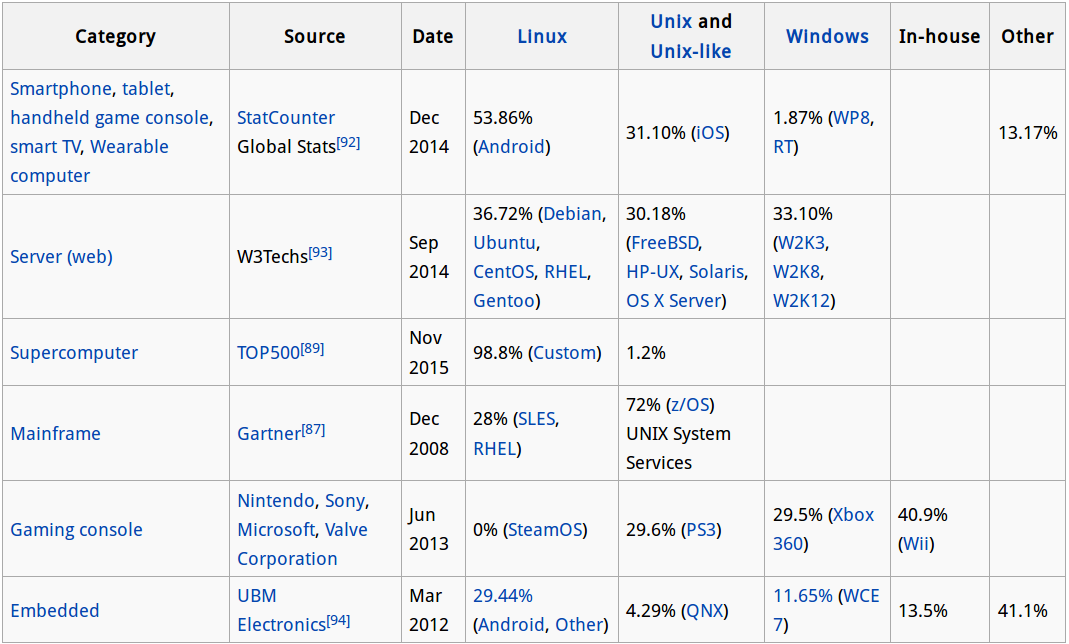 Category Source Date Linux Unix and Unix-like Windows In-house Other
Smartphone, tablet,
handheld game console,
smart TV, Wearable
computer
StatCounter
Global Stats[92]
Dec
2014
53.86%
(Android)
31.10% (iOS)
1.87% (WP8,
RT)
13.17%
Server (web)
W3Techs[93]
Sep
2014
36.72% (Debian,
Ubuntu,
CentOS, RHEL,
Gentoo)
30.18%
(FreeBSD,
HP-UX, Solaris,
OS X Server)
33.10%
(W2K3,
W2K8,
W2K12)
Supercomputer
TOP500[89]
Nov
2015
98.8% (Custom)
1.2%
Mainframe
Gartner[87]
Dec
2008
28% (SLES,
RHEL)
72% (z/OS)
UNIX System
Services
Gaming console
Nintendo, Sony,
Microsoft, Valve
Corporation
Jun
2013
0% (SteamOS)
29.6% (PS3)
29.5% (Xbox
360)
40.9%
(Wii)
Embedded
UBM
Electronics[94]
Mar
2012
29.44%
(Android, Other)
4.29% (QNX)
11.65% (WCE
7)
13.5%
41.1%